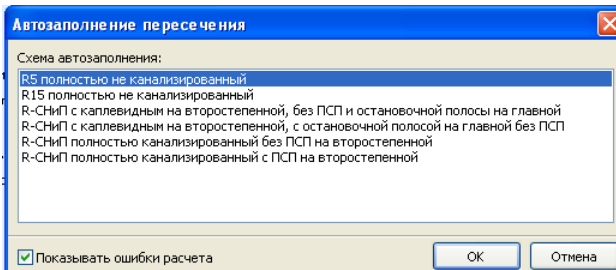 Автозаполнение пересечения
Схема автозаполнения:
R5 полностью не канализированный
R15 полностью не канализированный
R-СНиП с каплевидным на второстепенной, без ПСП и остановочной полосы на главной
R-СНиП с каплевидным на второстепенной, с остановочной полосой на главной без ПСП
R-СНиП полностью канализированный без ПСП на второстепенной
R-СНиП полностью канализированный с ПСП на второстепенной
Показывать ошибки расчета
ОК
Отмена